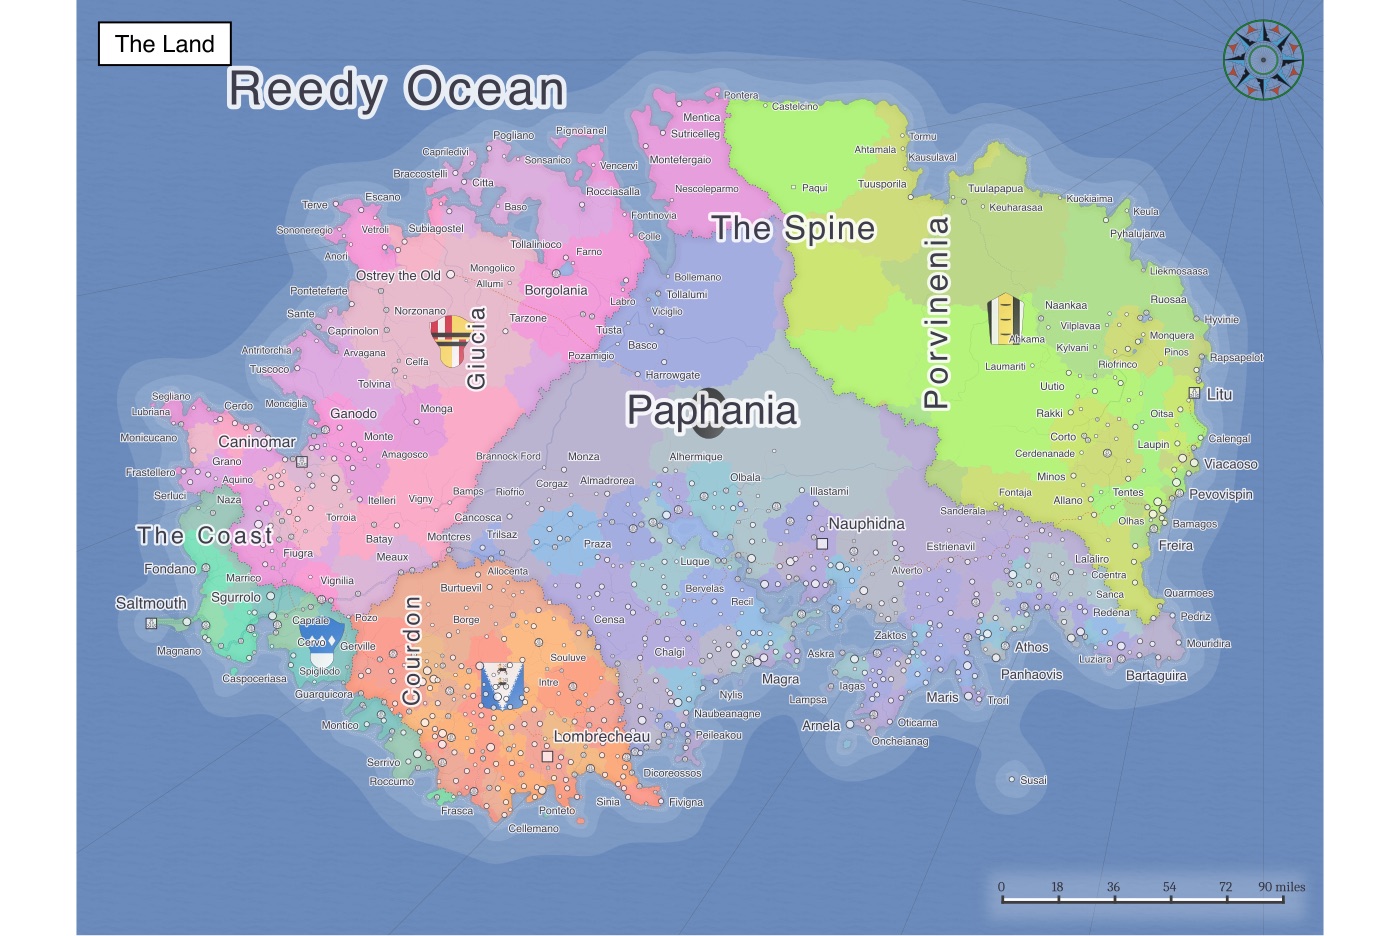 The Land
Reedy Ocean
Pontera
Castelcino
Mentica
Sutricelleg
Pogliano
Pignolanel
Tormu
Ahtamala
Kausulaval
Capriledivi
Sonsanico
Vencervi
Montefergaio
Braccostelli
Citta
Tuusporila
Paqui
Rocciasalla
Nescoleparmo
Tuulapapua
Keuharasaa
Kuokiaima
Keula
Escano
Terve
Baso
Fontinovia
The Spine
Sononeregio
Vetroli
Subiagostel
Colle
Pyhalujarva
Tollalinioco
Farno
Anori
Ostrey the Old
Mongolico
Allumi
Borgolania
Bollemano
Tollalumi
Liekmosaasa
Ponteteferte
Labro
Viciglio
Ruosaa
Naankaa
Sante
Norzonano
Tarzone
Hyvinie
Caprinolon
Tusta
Vilplavaa
Monquera
Ahkama
Giucia
Porvinenia
Antritorchia
Arvagana
Basco
Kylvani
Pinos
Pozamigio
Rapsapelot
Celfa
Tuscoco
Laumanti
Riofrinco
Harrowgate
Tolvina
Uutio
Litu
Segliano
Lubriana
Cerdo
Monciglia
Ganodo
Monga
Paphania
Rakki
Oitsa
Monicucano
Caninomar
Monte
Corto
Laupin
Calengal
Grano
Amagosco
Brannock Ford
Monza
Alhermique
Cerdenanade
Frastellero
Aquino
Viacaoso
Corgaz
Almadrorea
Olbala
Minos
Serluci
Naza
Itelleri
Vigny
Bamps
Riofrio
Illastami
Fontaja
Allano
Tentes
Pevovispin
Torroia
Cancosca
Sanderala
Olhas
Bamagos
The Coast
Batay
Montcres
Trilsaz
Praza
Nauphidna
Estrienavil
Freira
Fiugra
Meaux
Luque
Lalaliro
Fondano
Marrico
Vignilia
Allocenta
Alverto
Coentra
Burtuevil
Bervelas
Sanca
Quarmoes
Saltmouth
Sgurrolo
Recil
Redena
Pedriz
Caprale
Pozo
Borge
Censa
Zaktos
Cervo
Gerville
Courdon
Athos
Mouridira
Magnano
Chalgi
Askra
Luziara
Souluve
Spigliodo
Caspoceriasa
Magra
Panhaovis
Bartaguira
Intre
Guarquicora
Nylis
Lampsa
Iagas
Maris
Trori
Naubeanagne
Montico
Arnela
Oticarna
Lombrecheau
Peileakou
Oncheianag
Serrivo
Dicoreossos
Roccumo
Susai
Sinia
Fivigna
Frasca
Ponteto
Cellemano
0 18 36 54 72 90 miles